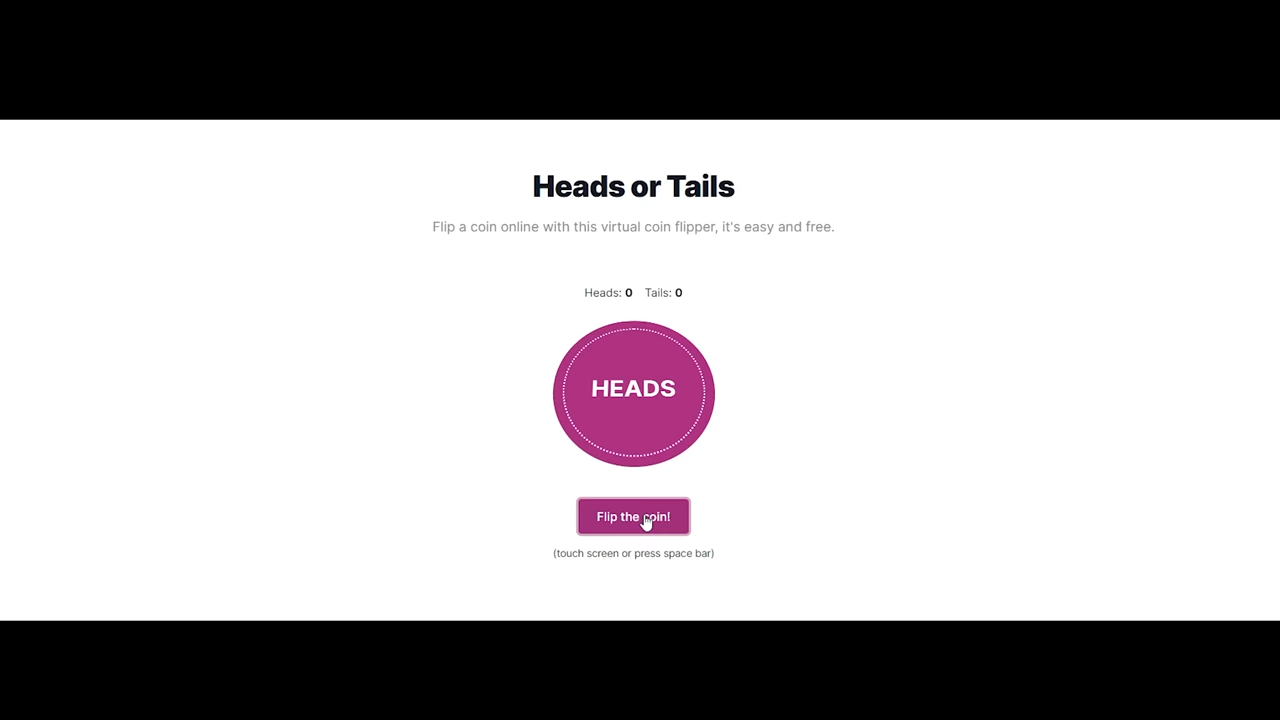 Heads or Tails
Flip a coin online with this virtual coin flipper, it's easy and free.
Heads: 0 Tails: 0
HEADS
Flip the coin!
(touch screen or press space bar)